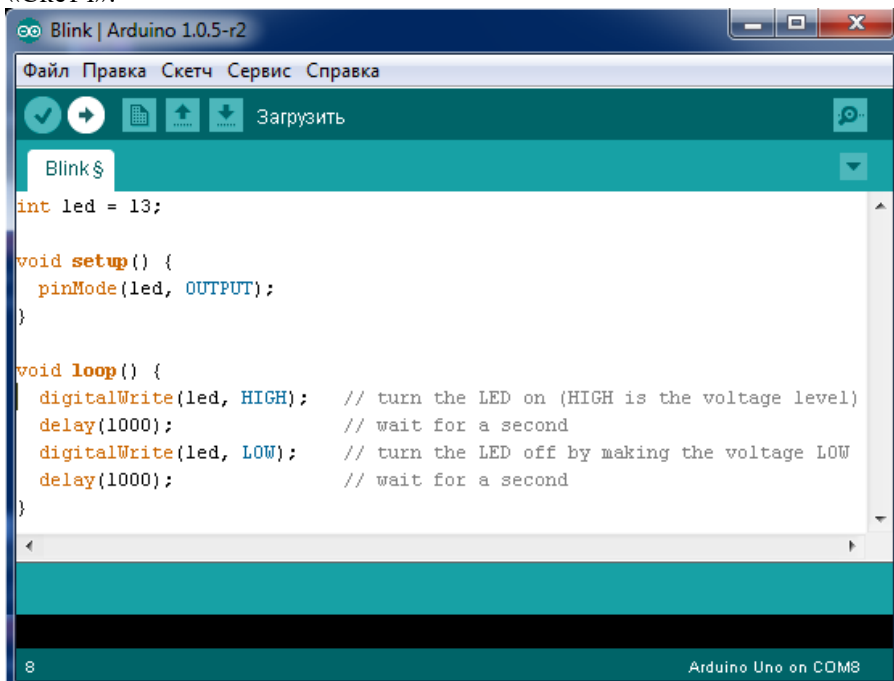 «Скетч».
Blink | Arduino 1.0.5-r2
Файл Правка Скетч Сервис Справка
Загрузить
Blink §
int led = 13;
void setup() {
  pinMode(led, OUTPUT);
}
void loop() {
  digitalWrite(led, HIGH);   // turn the LED on (HIGH is the voltage level)
  delay(1000);               // wait for a second
  digitalWrite(led, LOW);    // turn the LED off by making the voltage LOW
  delay(1000);               // wait for a second
}
8 Arduino Uno on COM8